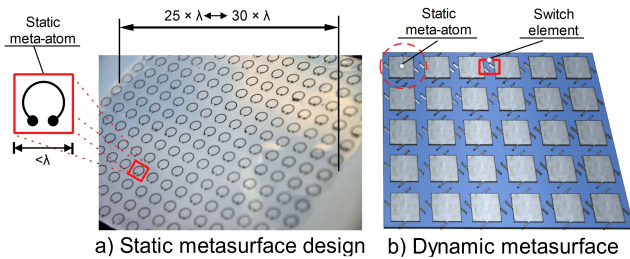 Static
meta-atom
25 × λ ↔ 30 × λ
<λ
a) Static metasurface design
Static
meta-atom
Switch
element
b) Dynamic metasurface